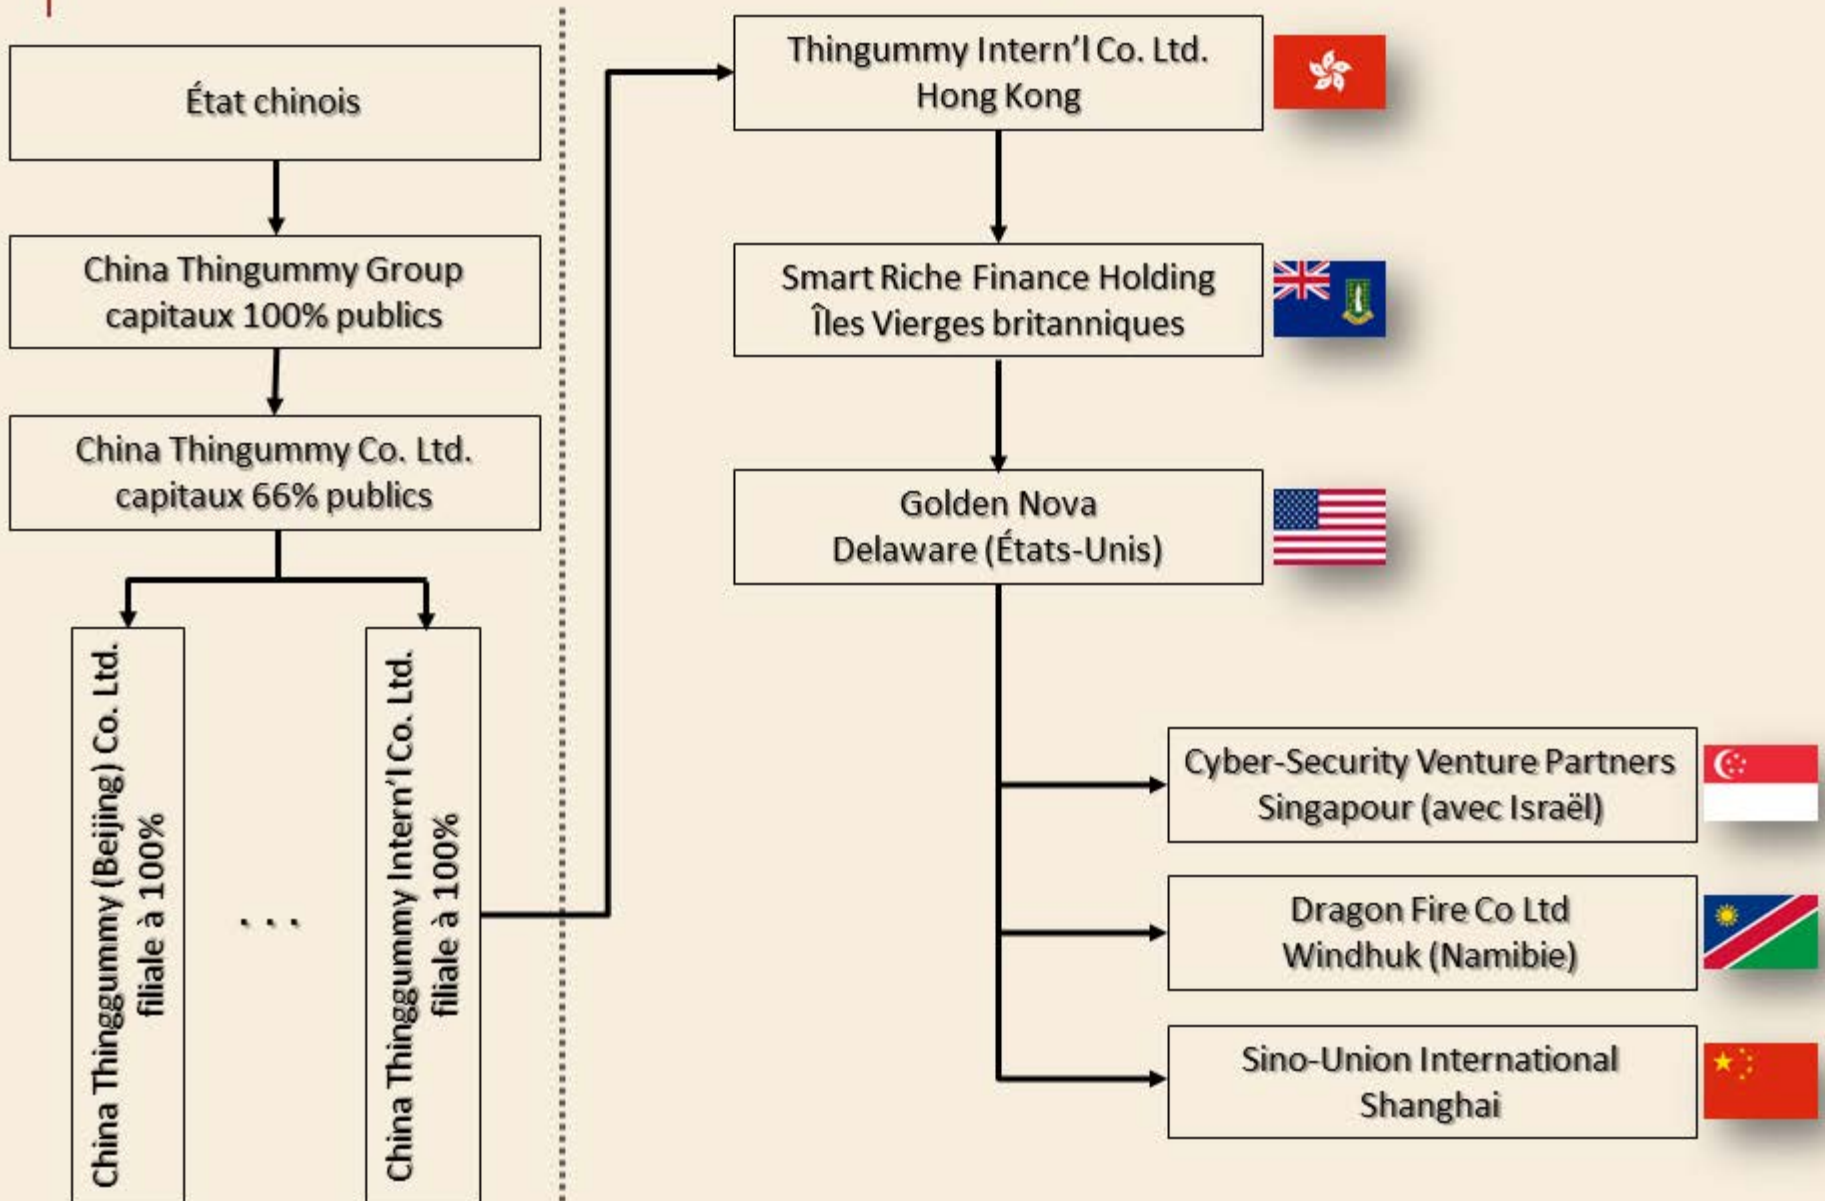 État chinois
China Thingummy Group
capitaux 100% publics
China Thingummy Co. Ltd.
capitaux 66% publics
China Thinggummy (Beijing) Co. Ltd.
filiale à 100%
. . .
China Thinggummy Intern’l Co. Ltd.
filiale à 100%
Thingummy Intern’l Co. Ltd.
Hong Kong
Smart Riche Finance Holding
Îles Vierges britanniques
Golden Nova
Delaware (États-Unis)
Cyber-Security Venture Partners
Singapour (avec Israël)
Dragon Fire Co Ltd
Windhuk (Namibie)
Sino-Union International
Shanghai